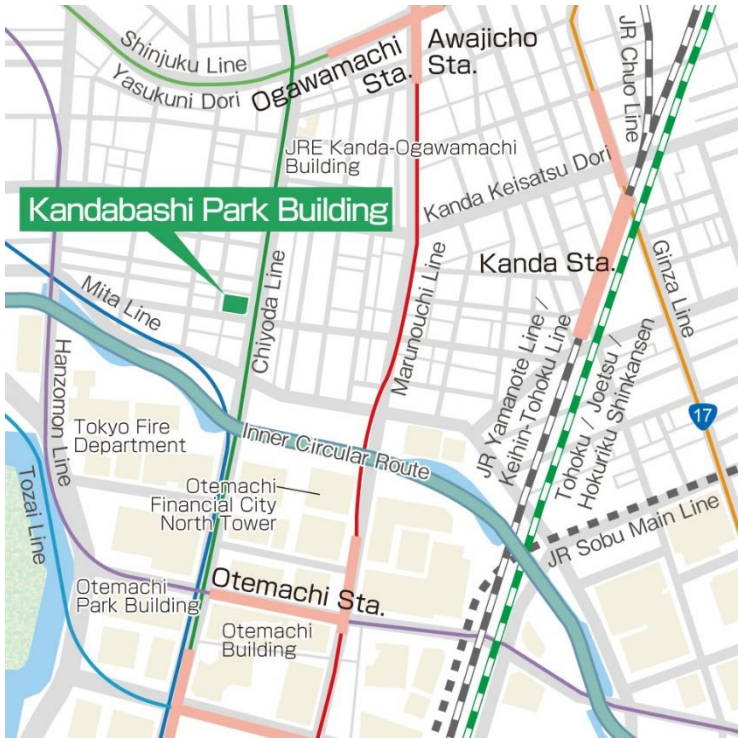 Shinjuku Line
Yasukuni Dori
Ogawamachi
Sta.
Awajicho
Sta.
JR Chuo Line
JRE Kanda-Ogawamachi
Building
Kanda Keisatsu Dori
Kandabashi Park Building
Kanda Sta.
Ginza Line
Mita Line
Chiyoda Line
Marunouchi Line
Hanzomon Line
JR Yamanote Line /
Keihin-Tohoku Line
Tohoku / Joetsu /
Hokuriku Shinkansen
17
Tokyo Fire
Department
Inner Circular Route
Tozai Line
Otemachi
Financial City
North Tower
JR Sobu Main Line
Otemachi
Park Building
Otemachi Sta.
Otemachi
Building